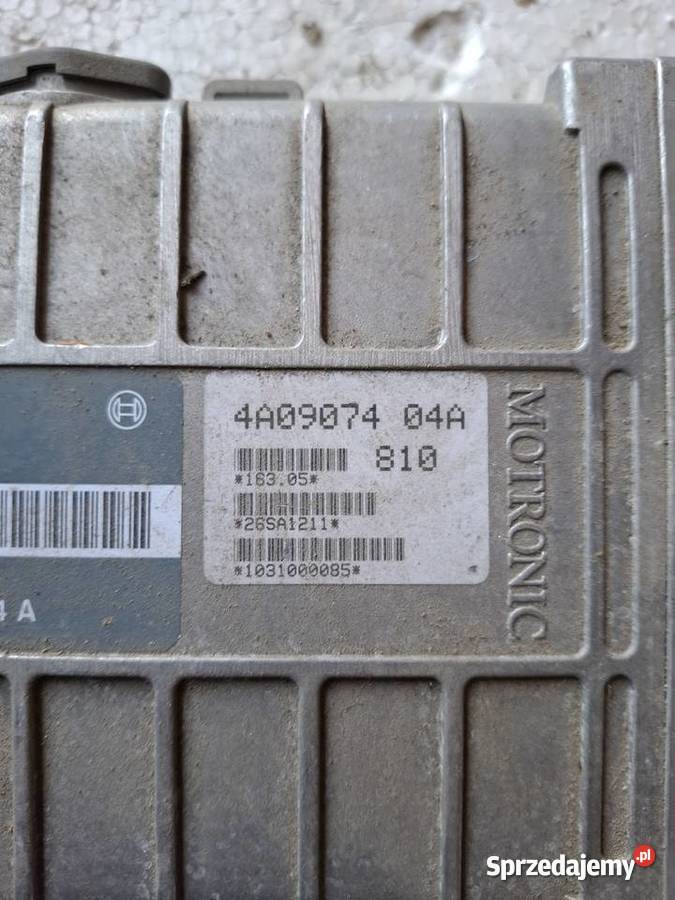 4A09074 04A
810
*163.05*
*26SA1211*
*1031000085*
4 A
MOTRONIC
Sprzedajemy.pl